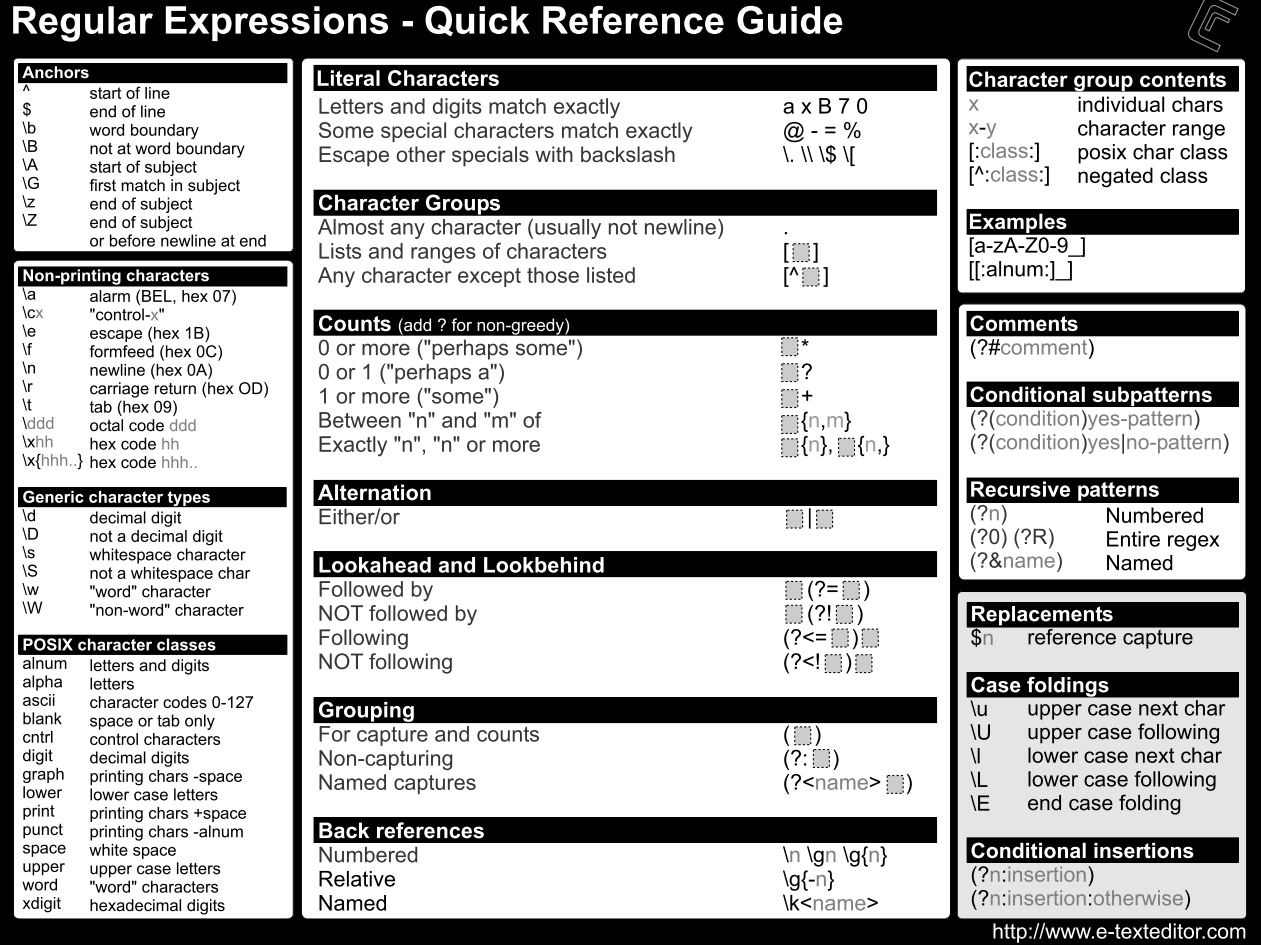 Regular Expressions - Quick Reference Guide
Anchors
^ start of line
$ end of line
\b word boundary
\B not at word boundary
\A start of subject
\G first match in subject
\z end of subject
\Z end of subject
or before newline at end
Non-printing characters
\a alarm (BEL, hex 07)
\cx "control-x"
\e escape (hex 1B)
\f formfeed (hex 0C)
\n newline (hex 0A)
\r carriage return (hex OD)
\t tab (hex 09)
\ddd octal code ddd
\xhh hex code hh
\x{hhh..} hex code hhh..
Generic character types
\d decimal digit
\D not a decimal digit
\s whitespace character
\S not a whitespace char
\w "word" character
\W "non-word" character
POSIX character classes
alnum letters and digits
alpha letters
ascii character codes 0-127
blank space or tab only
cntrl control characters
digit decimal digits
graph printing chars -space
lower lower case letters
print printing chars +space
punct printing chars -alnum
space white space
upper upper case letters
word "word" characters
xdigit hexadecimal digits
Literal Characters
Letters and digits match exactly a x B 7 0
Some special characters match exactly @ - = %
Escape other specials with backslash \. \\ \$ \[
Character Groups
Almost any character (usually not newline) .
Lists and ranges of characters [ ]
Any character except those listed [^ ]
Counts (add ? for non-greedy)
0 or more ("perhaps some") *
0 or 1 ("perhaps a") ?
1 or more ("some") +
Between "n" and "m" of {n,m}
Exactly "n", "n" or more {n}, {n,}
Alternation
Either/or |
Lookahead and Lookbehind
Followed by (?= )
NOT followed by (?! )
Following (?<= )
NOT following (?<! )
Grouping
For capture and counts ( )
Non-capturing (?: )
Named captures (?<name> )
Back references
Numbered \n \gn \g{n}
Relative \g{-n}
Named \k<name>
Character group contents
x individual chars
x-y character range
[:class:] posix char class
[^:class:] negated class
Examples
[a-zA-Z0-9_]
[[:alnum:]_]
Comments
(?#comment)
Conditional subpatterns
(?(condition)yes-pattern)
(?(condition)yes|no-pattern)
Recursive patterns
(?n) Numbered
(?0) (?R) Entire regex
(?&name) Named
Replacements
$n reference capture
Case foldings
\u upper case next char
\U upper case following
\l lower case next char
\L lower case following
\E end case folding
Conditional insertions
(?n:insertion)
(?n:insertion:otherwise)
http://www.e-texteditor.com